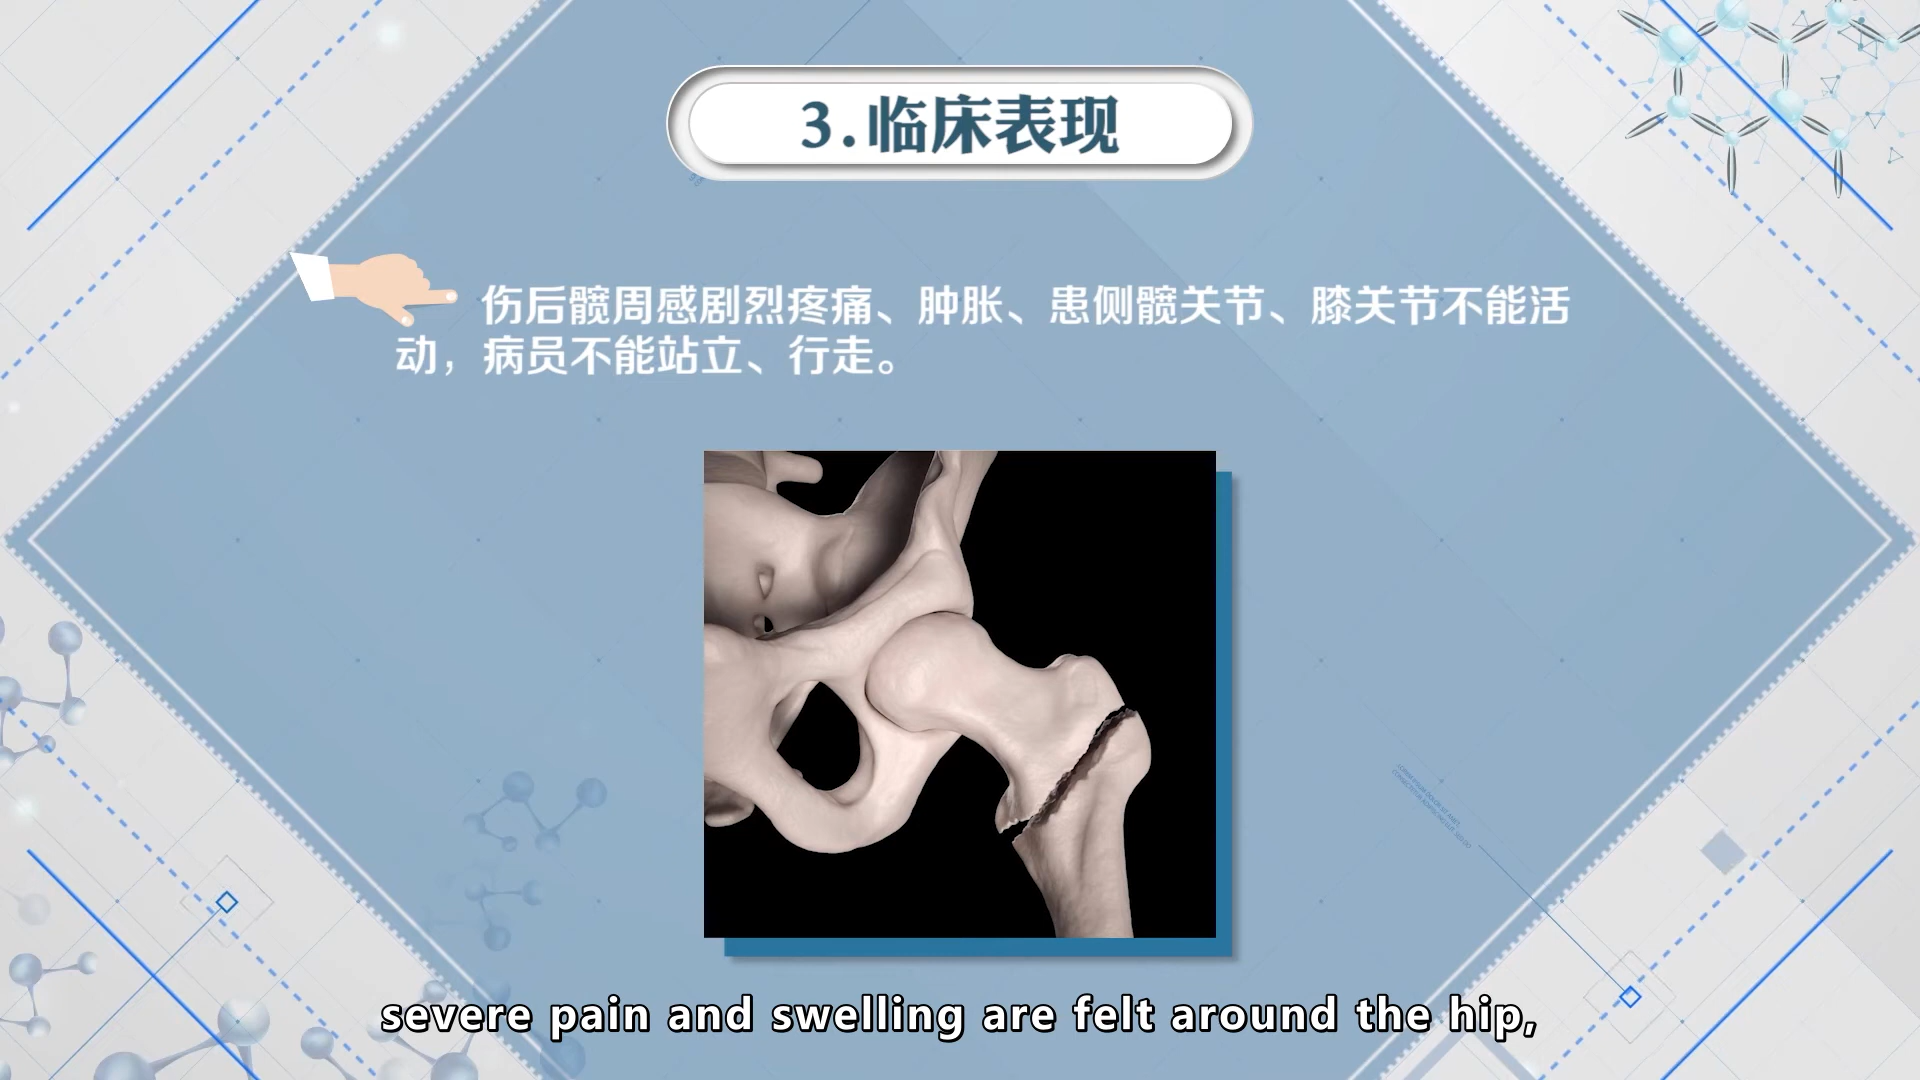 3.临床表现
伤后髋周感剧烈疼痛、肿胀、患侧髋关节、膝关节不能活
动，病员不能站立、行走。
severe pain and swelling are felt around the hip,